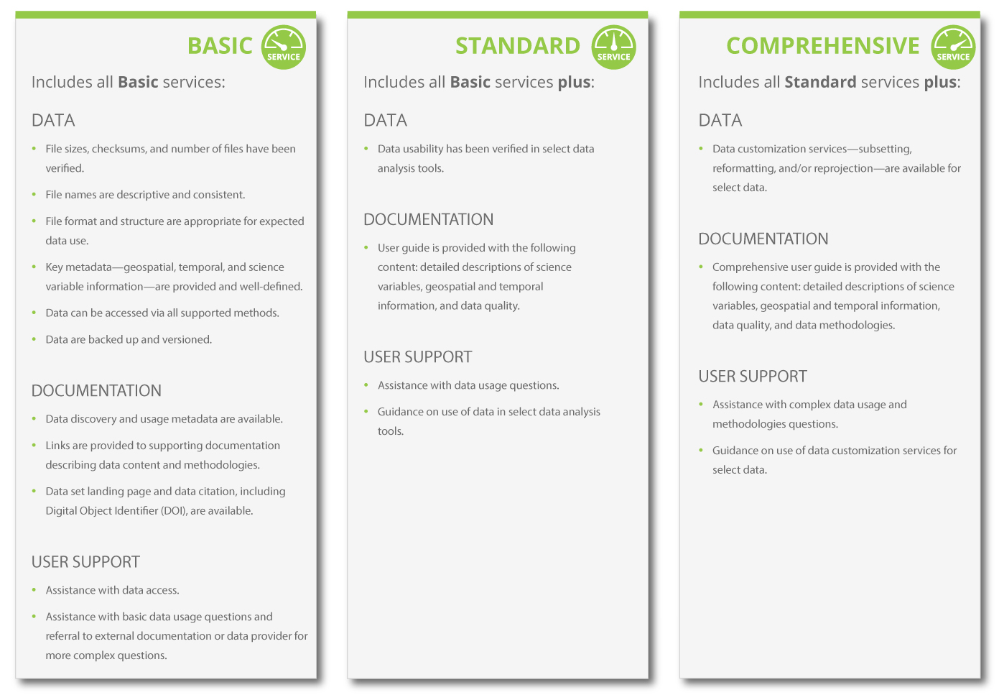 BASIC
SERVICE
Includes all Basic services:
DATA
• File sizes, checksums, and number of files have been
verified.
• File names are descriptive and consistent.
• File format and structure are appropriate for expected
data use.
• Key metadata—geospatial, temporal, and science
variable information—are provided and well-defined.
• Data can be accessed via all supported methods.
• Data are backed up and versioned.
DOCUMENTATION
• Data discovery and usage metadata are available.
• Links are provided to supporting documentation
describing data content and methodologies.
• Data set landing page and data citation, including
Digital Object Identifier (DOI), are available.
USER SUPPORT
• Assistance with data access.
• Assistance with basic data usage questions and
referral to external documentation or data provider for
more complex questions.
STANDARD
SERVICE
Includes all Basic services plus:
DATA
• Data usability has been verified in select data
analysis tools.
DOCUMENTATION
• User guide is provided with the following
content: detailed descriptions of science
variables, geospatial and temporal
information, and data quality.
USER SUPPORT
• Assistance with data usage questions.
• Guidance on use of data in select data analysis
tools.
COMPREHENSIVE
SERVICE
Includes all Standard services plus:
DATA
• Data customization services—subsetting,
reformatting, and/or reprojection—are available for
select data.
DOCUMENTATION
• Comprehensive user guide is provided with the
following content: detailed descriptions of science
variables, geospatial and temporal information,
data quality, and data methodologies.
USER SUPPORT
• Assistance with complex data usage and
methodologies questions.
• Guidance on use of data customization services for
select data.